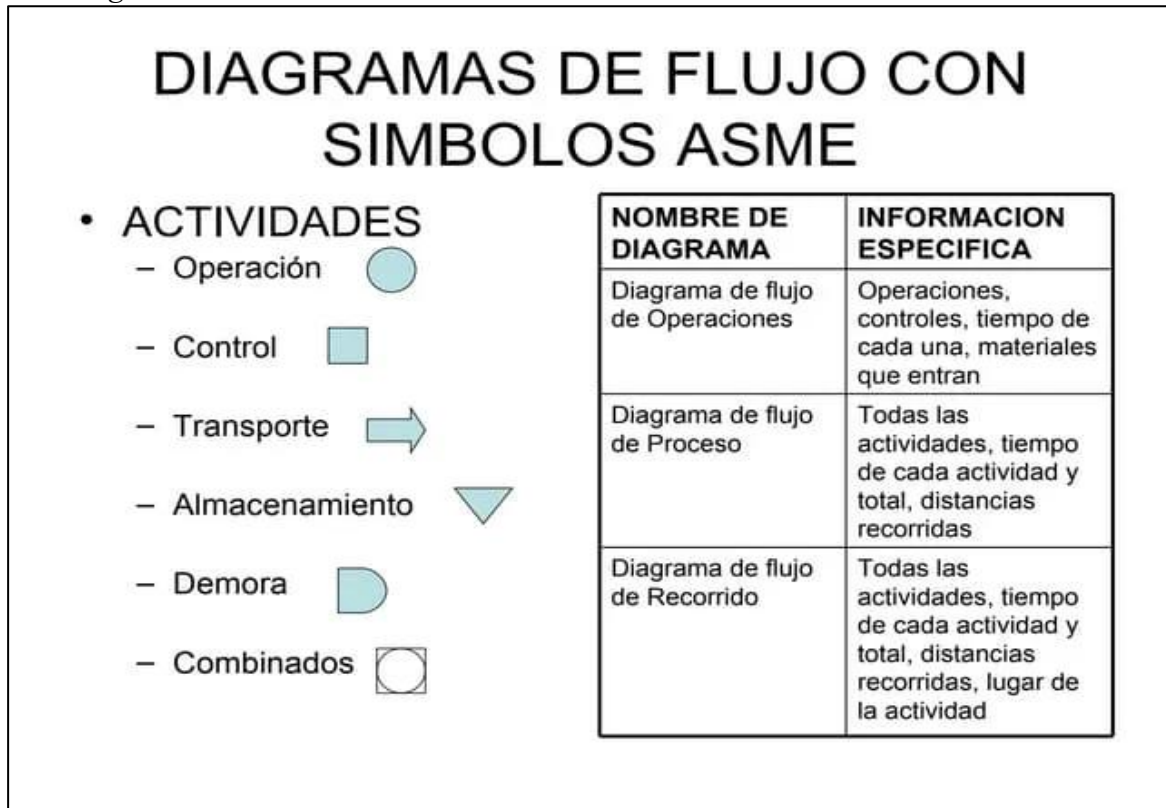 DIAGRAMAS DE FLUJO CON
SIMBOLOS ASME
• ACTIVIDADES
– Operación
– Control
– Transporte
– Almacenamiento
– Demora
– Combinados
NOMBRE DE
DIAGRAMA
INFORMACION
ESPECIFICA
Diagrama de flujo
de Operaciones
Operaciones,
controles, tiempo de
cada una, materiales
que entran
Diagrama de flujo
de Proceso
Todas las
actividades, tiempo
de cada actividad y
total, distancias
recorridas
Diagrama de flujo
de Recorrido
Todas las
actividades, tiempo
de cada actividad y
total, distancias
recorridas, lugar de
la actividad